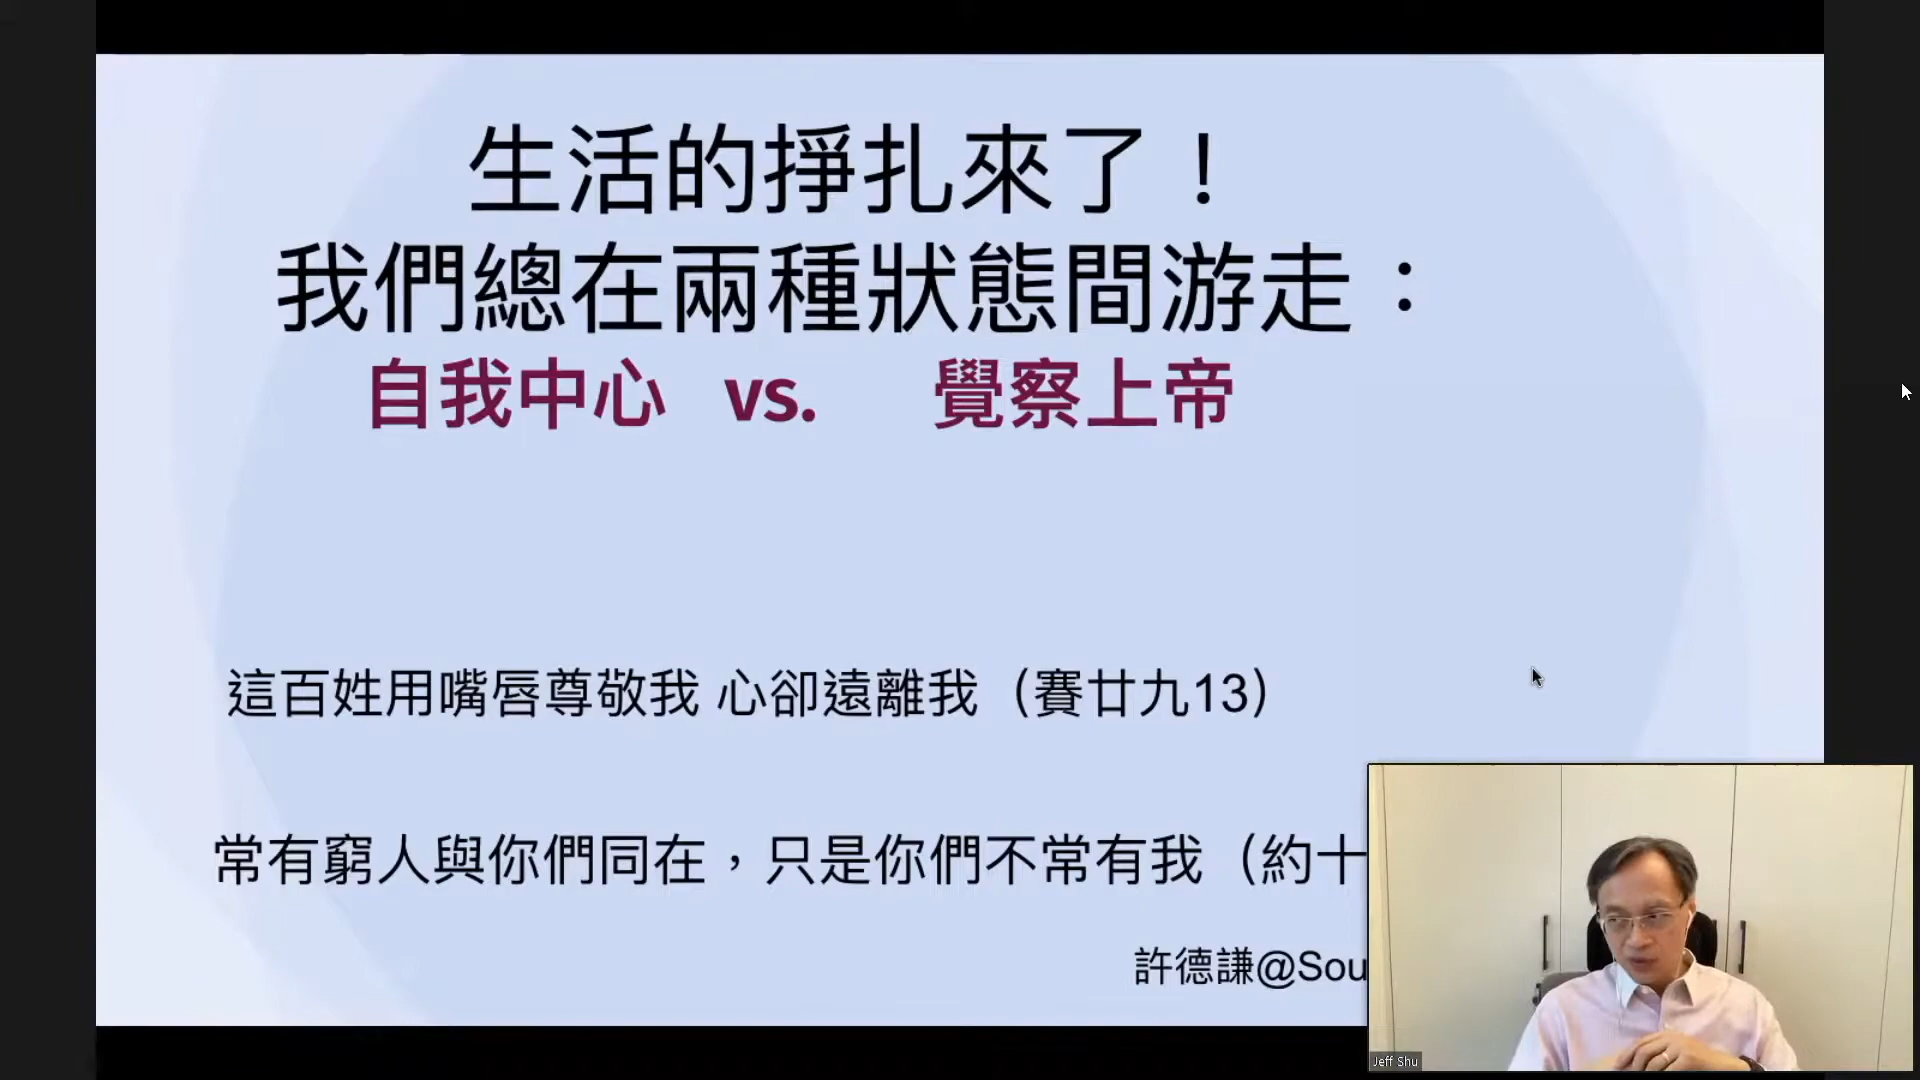 生活的掙扎來了！
我們總在兩種狀態間游走：
自我中心 vs. 覺察上帝
這百姓用嘴唇尊敬我 心卻遠離我（賽廿九13）
常有窮人與你們同在，只是你們不常有我（約十
許德謙@Sou
Jeff Shu